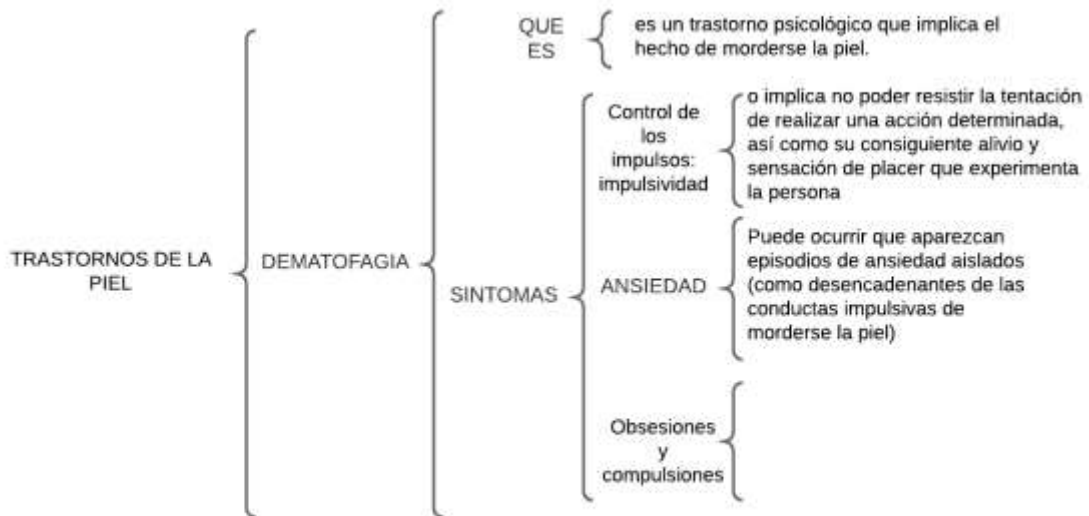 TRASTORNOS DE LA
PIEL
DEMATOFAGIA
QUE
ES
es un trastorno psicológico que implica el
hecho de morderse la piel.
SINTOMAS
Control de
los
impulsos:
impulsividad
o implica no poder resistir la tentación
de realizar una acción determinada,
así como su consiguiente alivio y
sensación de placer que experimenta
la persona
ANSIEDAD
Puede ocurrir que aparezcan
episodios de ansiedad aislados
(como desencadenantes de las
conductas impulsivas de
morderse la piel)
Obsesiones
y
compulsiones